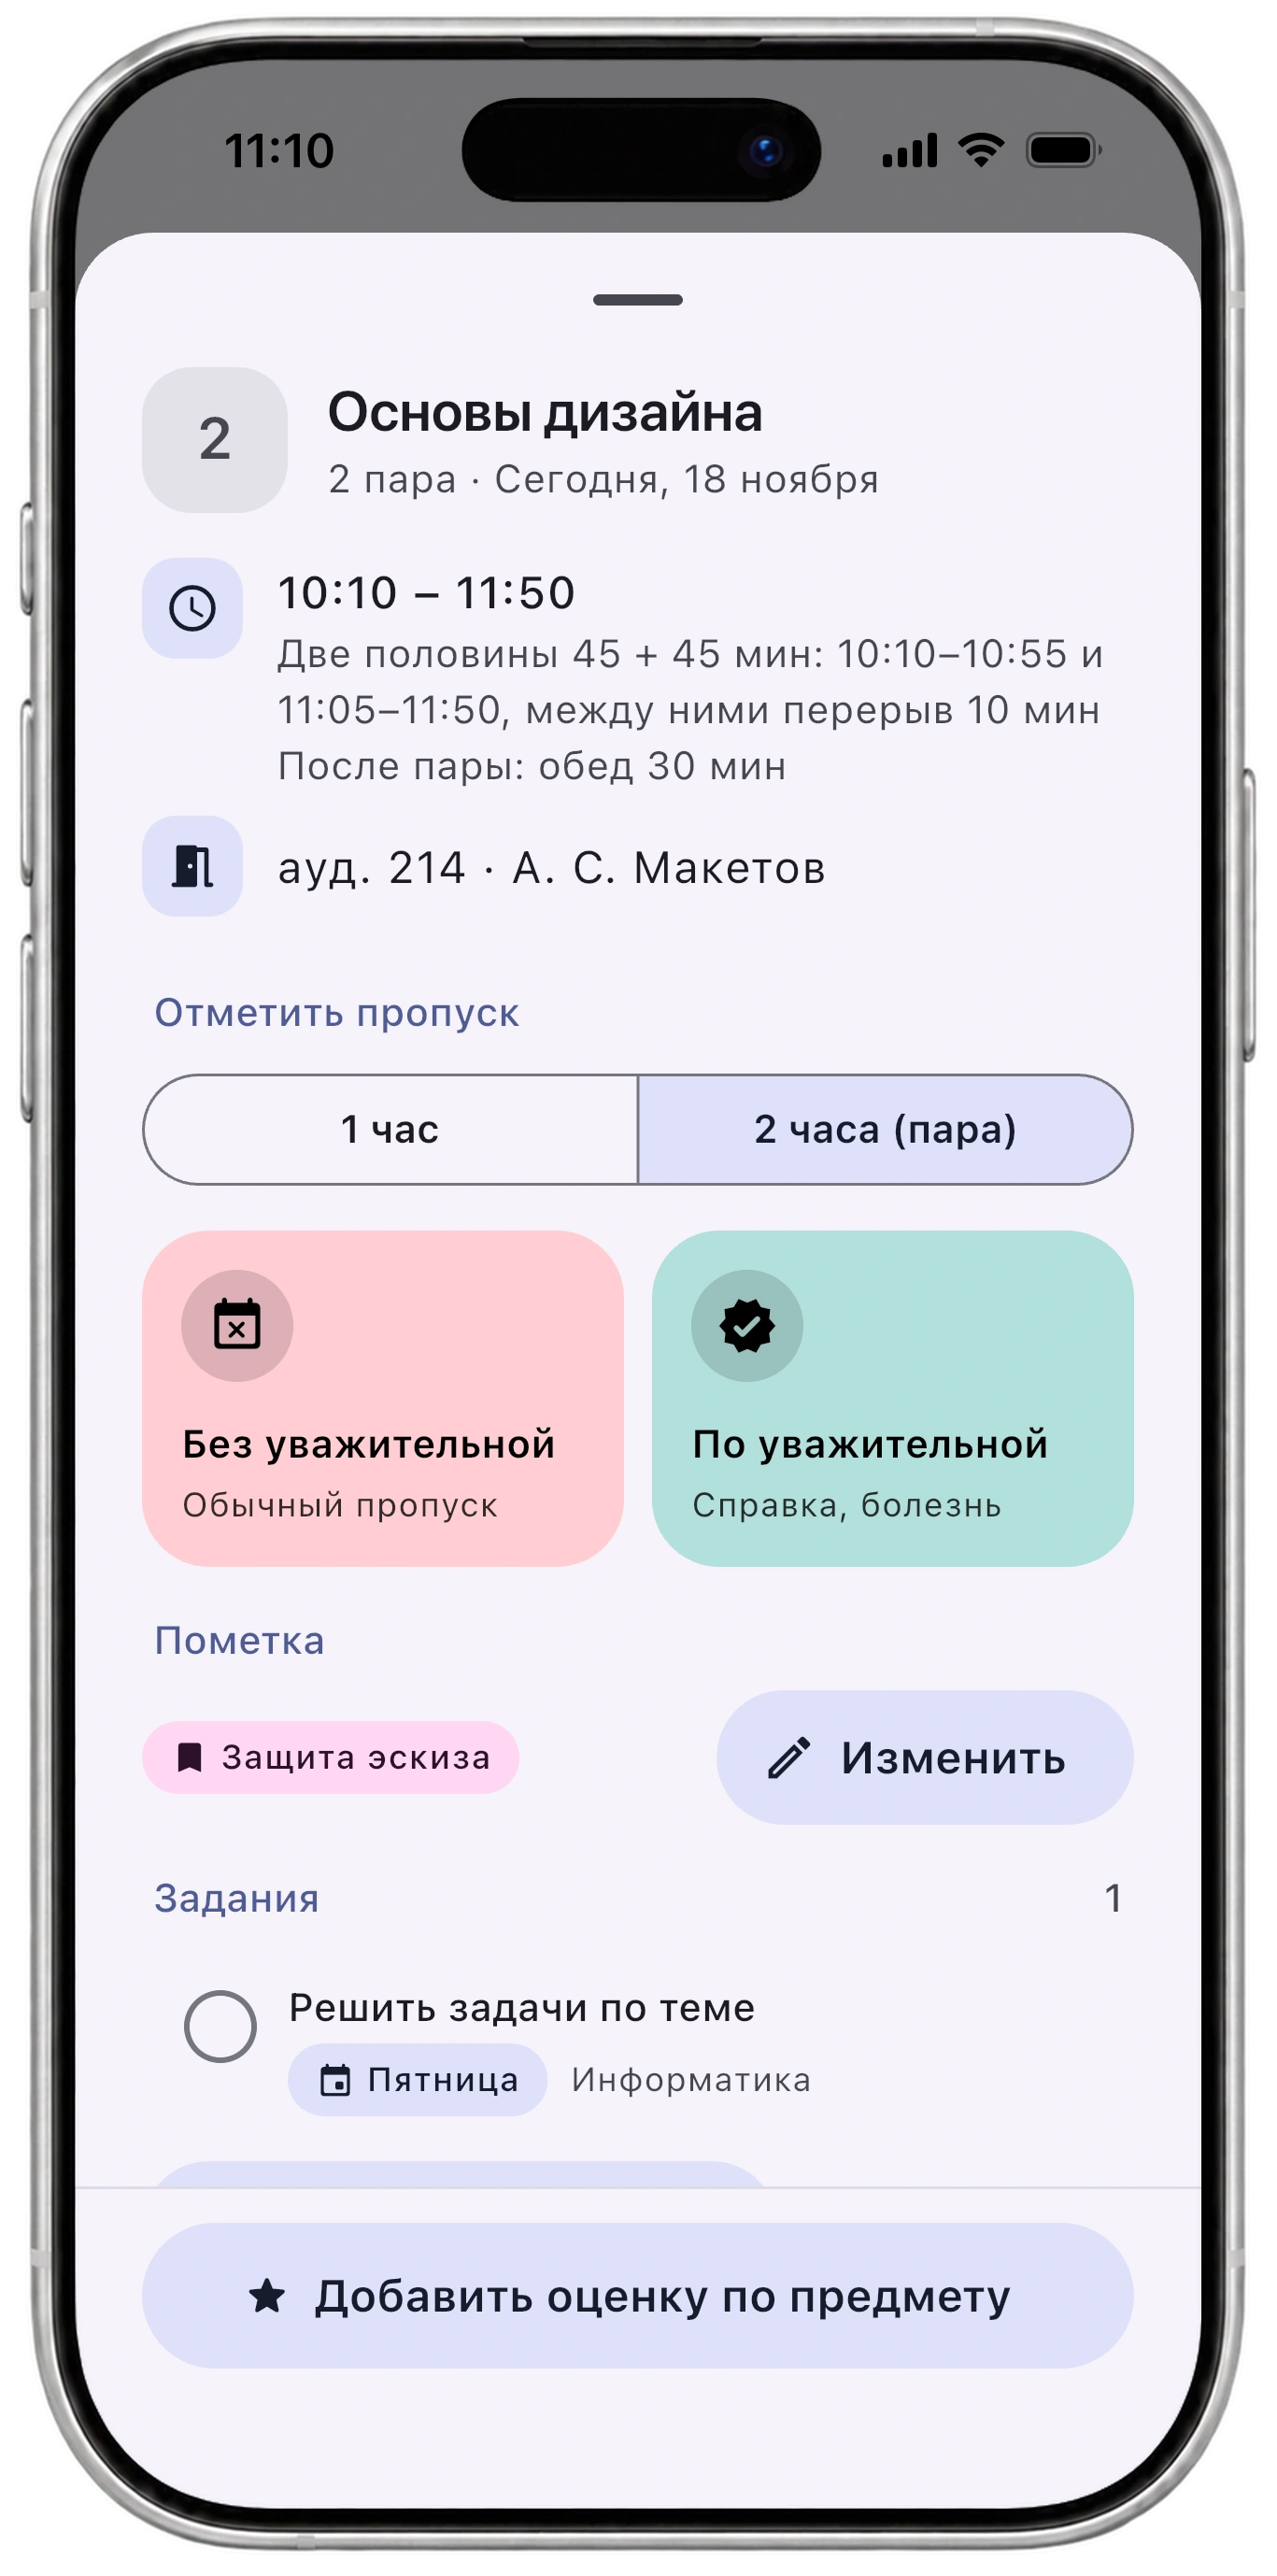 11:10
2
Основы дизайна
2 пара · Сегодня, 18 ноября
10:10 – 11:50
Две половины 45 + 45 мин: 10:10–10:55 и
11:05–11:50, между ними перерыв 10 мин
После пары: обед 30 мин
ауд. 214 · А. С. Макетов
Отметить пропуск
1 час
2 часа (пара)
Без уважительной
Обычный пропуск
По уважительной
Справка, болезнь
Пометка
Защита эскиза
Изменить
Задания
1
Решить задачи по теме
Пятница
Информатика
Добавить оценку по предмету